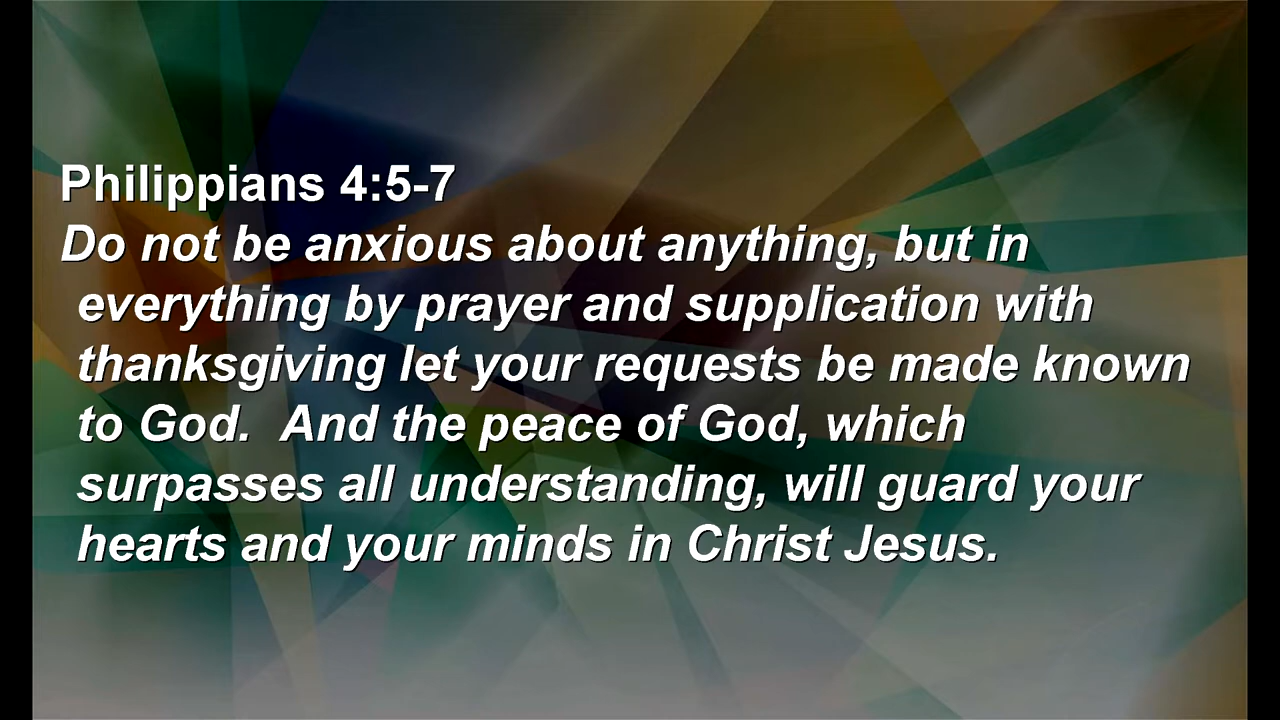 Philippians 4:5-7
Do not be anxious about anything, but in
everything by prayer and supplication with
thanksgiving let your requests be made known
to God.  And the peace of God, which
surpasses all understanding, will guard your
hearts and your minds in Christ Jesus.